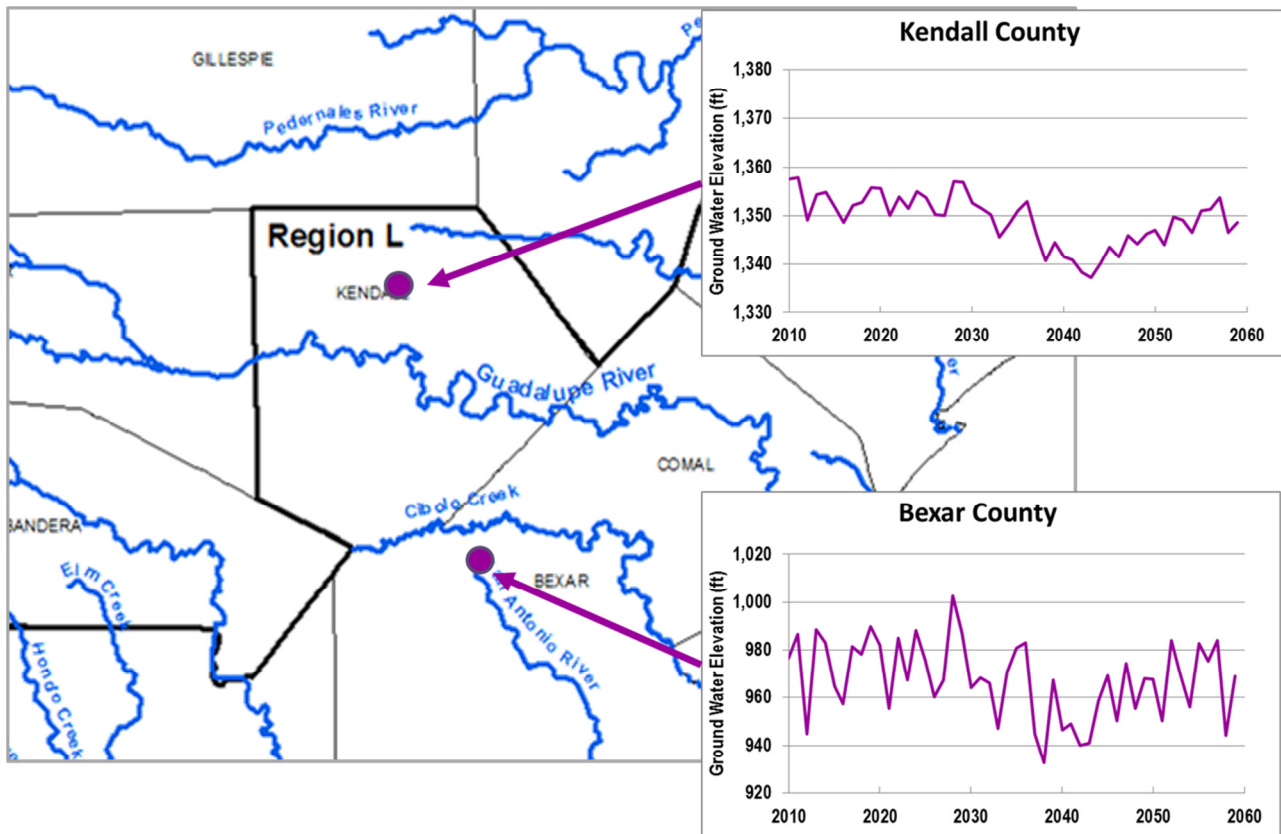 GILLESPIE
Pedernales River
Region L
Guadalupe River
COMAL
Cibolo Creek
BANDERA
Elm Creek
Hondo Creek
BEXAR
Antonio River
Kendall County
Ground Water Elevation (ft)
1,380
1,370
1,360
1,350
1,340
1,330
2010 2020 2030 2040 2050 2060
Bexar County
Ground Water Elevation (ft)
1,020
1,000
980
960
940
920
2010 2020 2030 2040 2050 2060